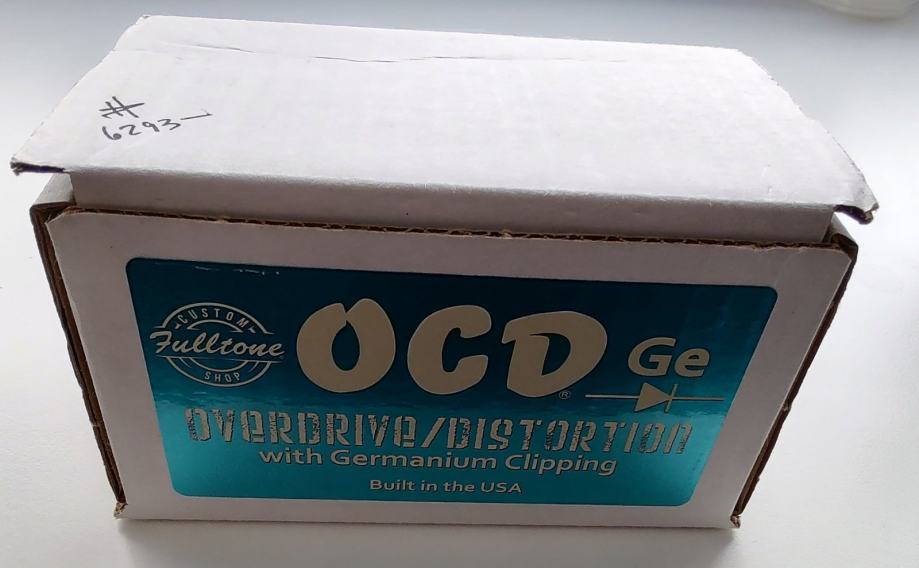 #
6293
CUSTOM
Fulltone
SHOP
OCD®
Ge
OVERDRIVE/DISTORTION
with Germanium Clipping
Built in the USA